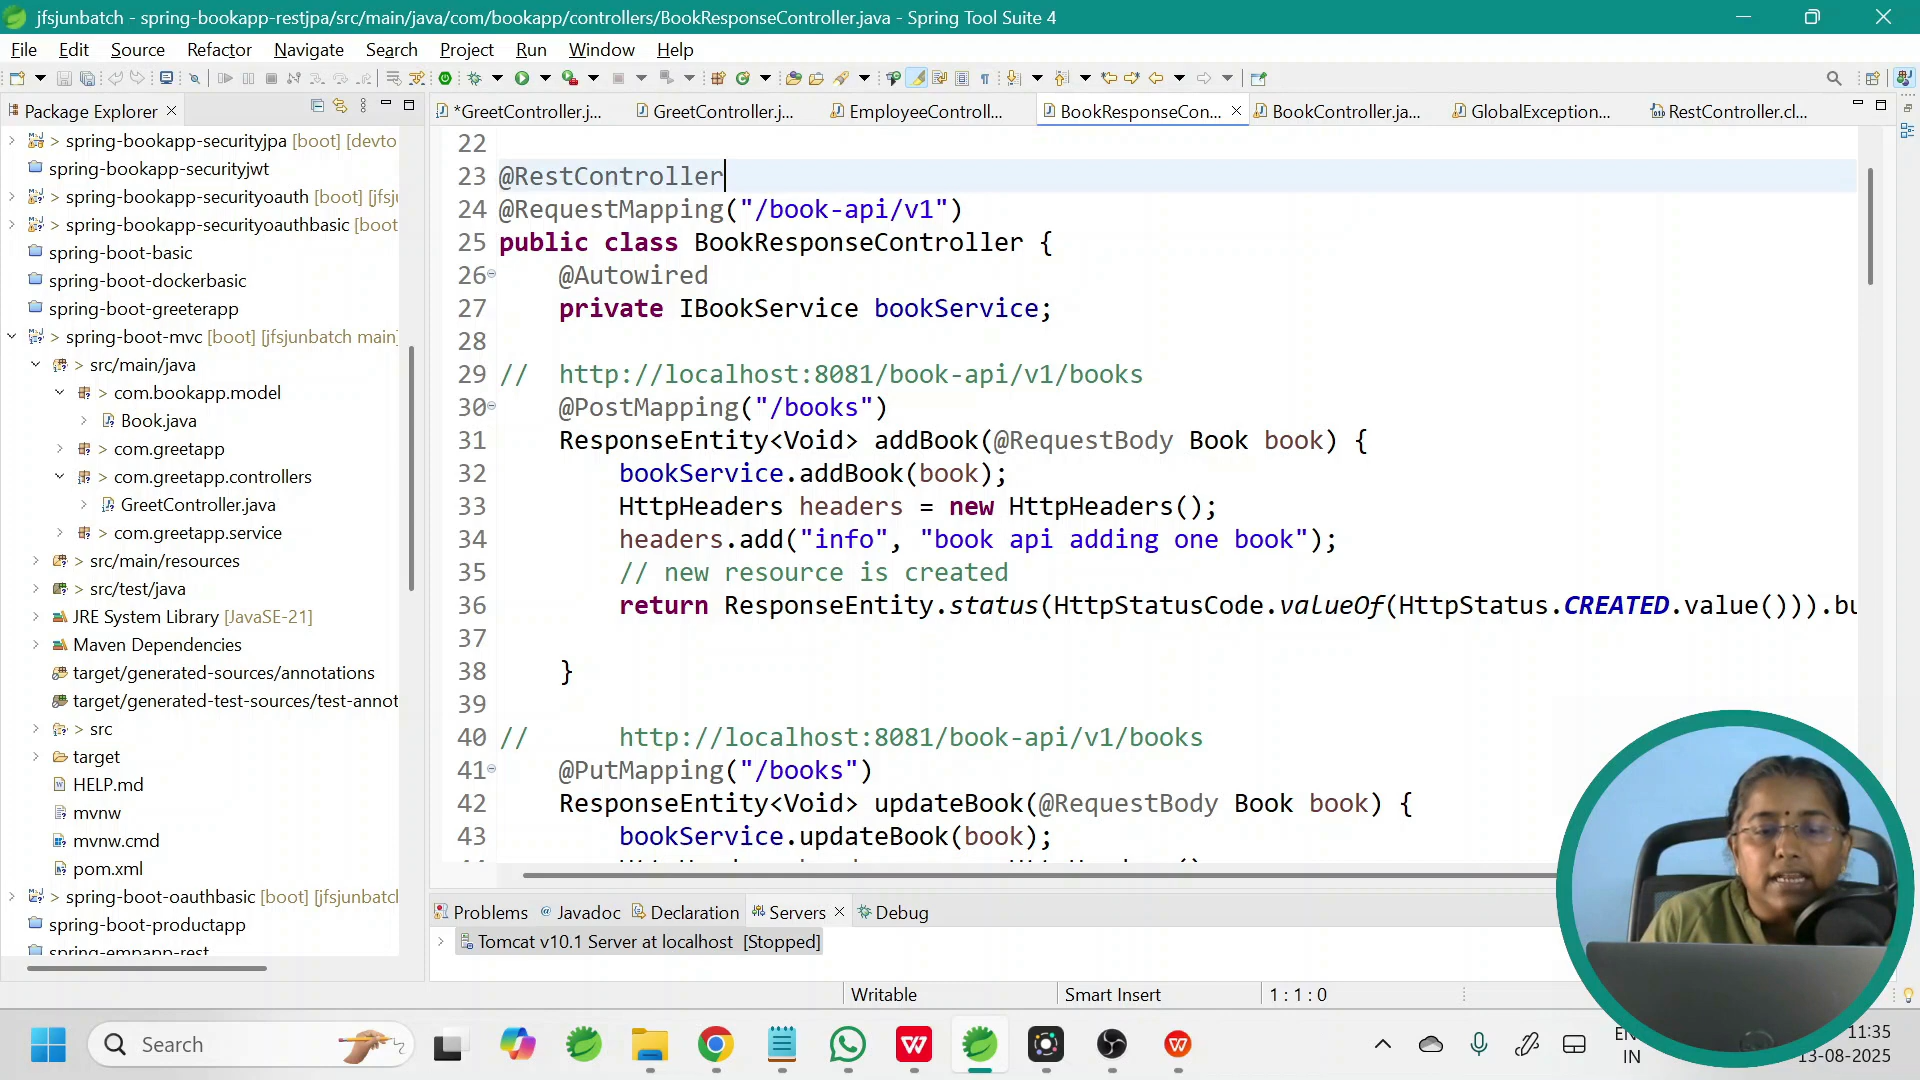 jfsjunbatch - spring-bookapp-restjpa/src/main/java/com/bookapp/controllers/BookResponseController.java - Spring Tool Suite 4
File Edit Source Refactor Navigate Search Project Run Window Help
Package Explorer
*GreetController.j... GreetController.j... EmployeeControll... BookResponseCon... BookController.ja... GlobalException... RestController.cl...
> spring-bookapp-securityjpa [boot] [devto
spring-bookapp-securityjwt
> spring-bookapp-securityoauth [boot] [jfsj
> spring-bookapp-securityoauthbasic [boot
spring-boot-basic
spring-boot-dockerbasic
spring-boot-greeterapp
> spring-boot-mvc [boot] [jfsjunbatch main]
> src/main/java
> com.bookapp.model
Book.java
> com.greetapp
> com.greetapp.controllers
GreetController.java
> com.greetapp.service
> src/main/resources
> src/test/java
JRE System Library [JavaSE-21]
Maven Dependencies
target/generated-sources/annotations
target/generated-test-sources/test-annot
> src
target
HELP.md
mvnw
mvnw.cmd
pom.xml
> spring-boot-oauthbasic [boot] [jfsjunbatch
spring-boot-productapp
spring-empapp-rest
22
23 @RestController
24 @RequestMapping("/book-api/v1")
25 public class BookResponseController {
26 @Autowired
27 private IBookService bookService;
28
29 // http://localhost:8081/book-api/v1/books
30 @PostMapping("/books")
31 ResponseEntity<Void> addBook(@RequestBody Book book) {
32 bookService.addBook(book);
33 HttpHeaders headers = new HttpHeaders();
34 headers.add("info", "book api adding one book");
35 // new resource is created
36 return ResponseEntity.status(HttpStatusCode.valueOf(HttpStatus.CREATED.value())).bu
37
38 }
39
40 // http://localhost:8081/book-api/v1/books
41 @PutMapping("/books")
42 ResponseEntity<Void> updateBook(@RequestBody Book book) {
43 bookService.updateBook(book);
Problems Javadoc Declaration Servers Debug
Tomcat v10.1 Server at localhost [Stopped]
Writable Smart Insert 1 : 1 : 0
Search
EN
IN
11:35
13-08-2025